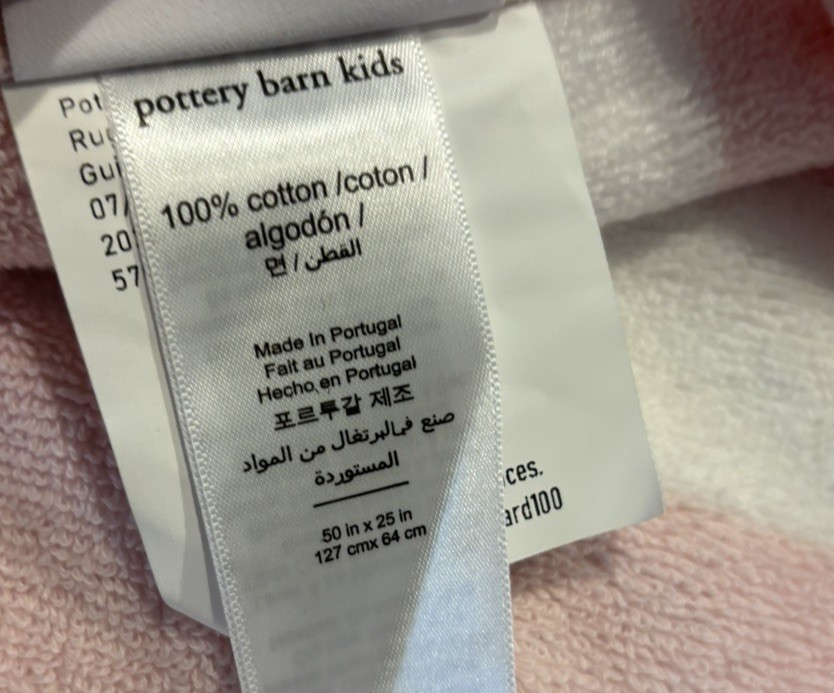 pottery barn kids
100% cotton /coton /
algodón /
القطن / 면
Made In Portugal
Fait au Portugal
Hecho en Portugal
포르투갈 제조
صنع فمالبرتغال من المواد
المستوردة
50 in x 25 in
127 cmx 64 cm
Pot
Ru
Gui
07/
20
57
ces.
ard100